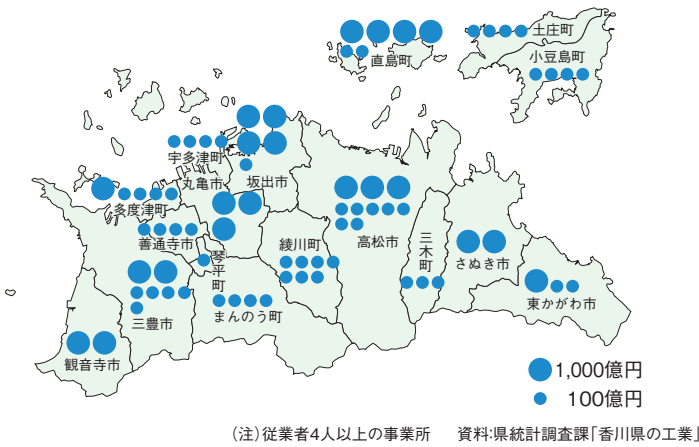 土庄町
直島町
小豆島町
宇多津町
丸亀市
坂出市
多度津町
善通寺市
琴平町
綾川町
高松市
三木町
さぬき市
東かがわ市
まんのう町
三豊市
観音寺市
1,000億円
100億円
(注)従業者4人以上の事業所 資料:県統計調査課「香川県の工業」